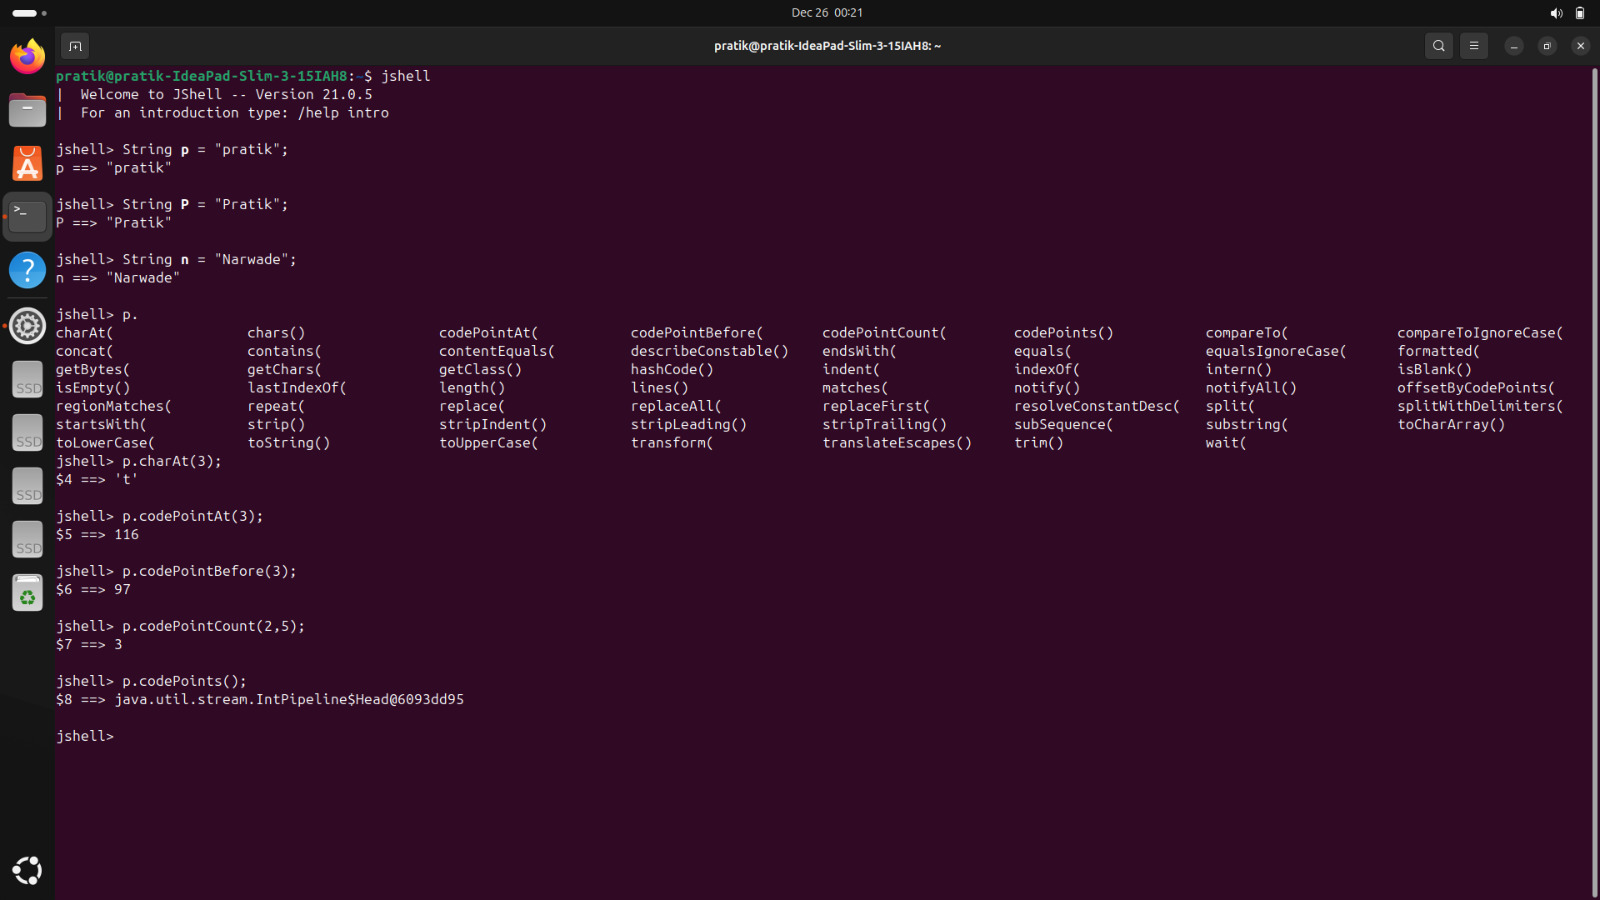 Dec 26 00:21
pratik@pratik-IdeaPad-Slim-3-15IAH8: ~
pratik@pratik-IdeaPad-Slim-3-15IAH8:~$ jshell
| Welcome to JShell -- Version 21.0.5
| For an introduction type: /help intro
jshell> String p = "pratik";
p ==> "pratik"
jshell> String P = "Pratik";
P ==> "Pratik"
jshell> String n = "Narwade";
n ==> "Narwade"
jshell> p.
charAt( chars() codePointAt( codePointBefore( codePointCount( codePoints() compareTo( compareToIgnoreCase(
concat( contains( contentEquals( describeConstable() endsWith( equals( equalsIgnoreCase( formatted(
getBytes( getChars( getClass() hashCode() indent( indexOf( intern() isBlank()
isEmpty() lastIndexOf( length() lines() matches( notify() notifyAll() offsetByCodePoints(
regionMatches( repeat( replace( replaceAll( replaceFirst( resolveConstantDesc( split( splitWithDelimiters(
startsWith( strip() stripIndent() stripLeading() stripTrailing() subSequence( substring( toCharArray()
toLowerCase( toString() toUpperCase( transform( translateEscapes() trim() wait(
jshell> p.charAt(3);
$4 ==> 't'
jshell> p.codePointAt(3);
$5 ==> 116
jshell> p.codePointBefore(3);
$6 ==> 97
jshell> p.codePointCount(2,5);
$7 ==> 3
jshell> p.codePoints();
$8 ==> java.util.stream.IntPipeline$Head@6093dd95
jshell>
>_
?
SSD
SSD
SSD
SSD